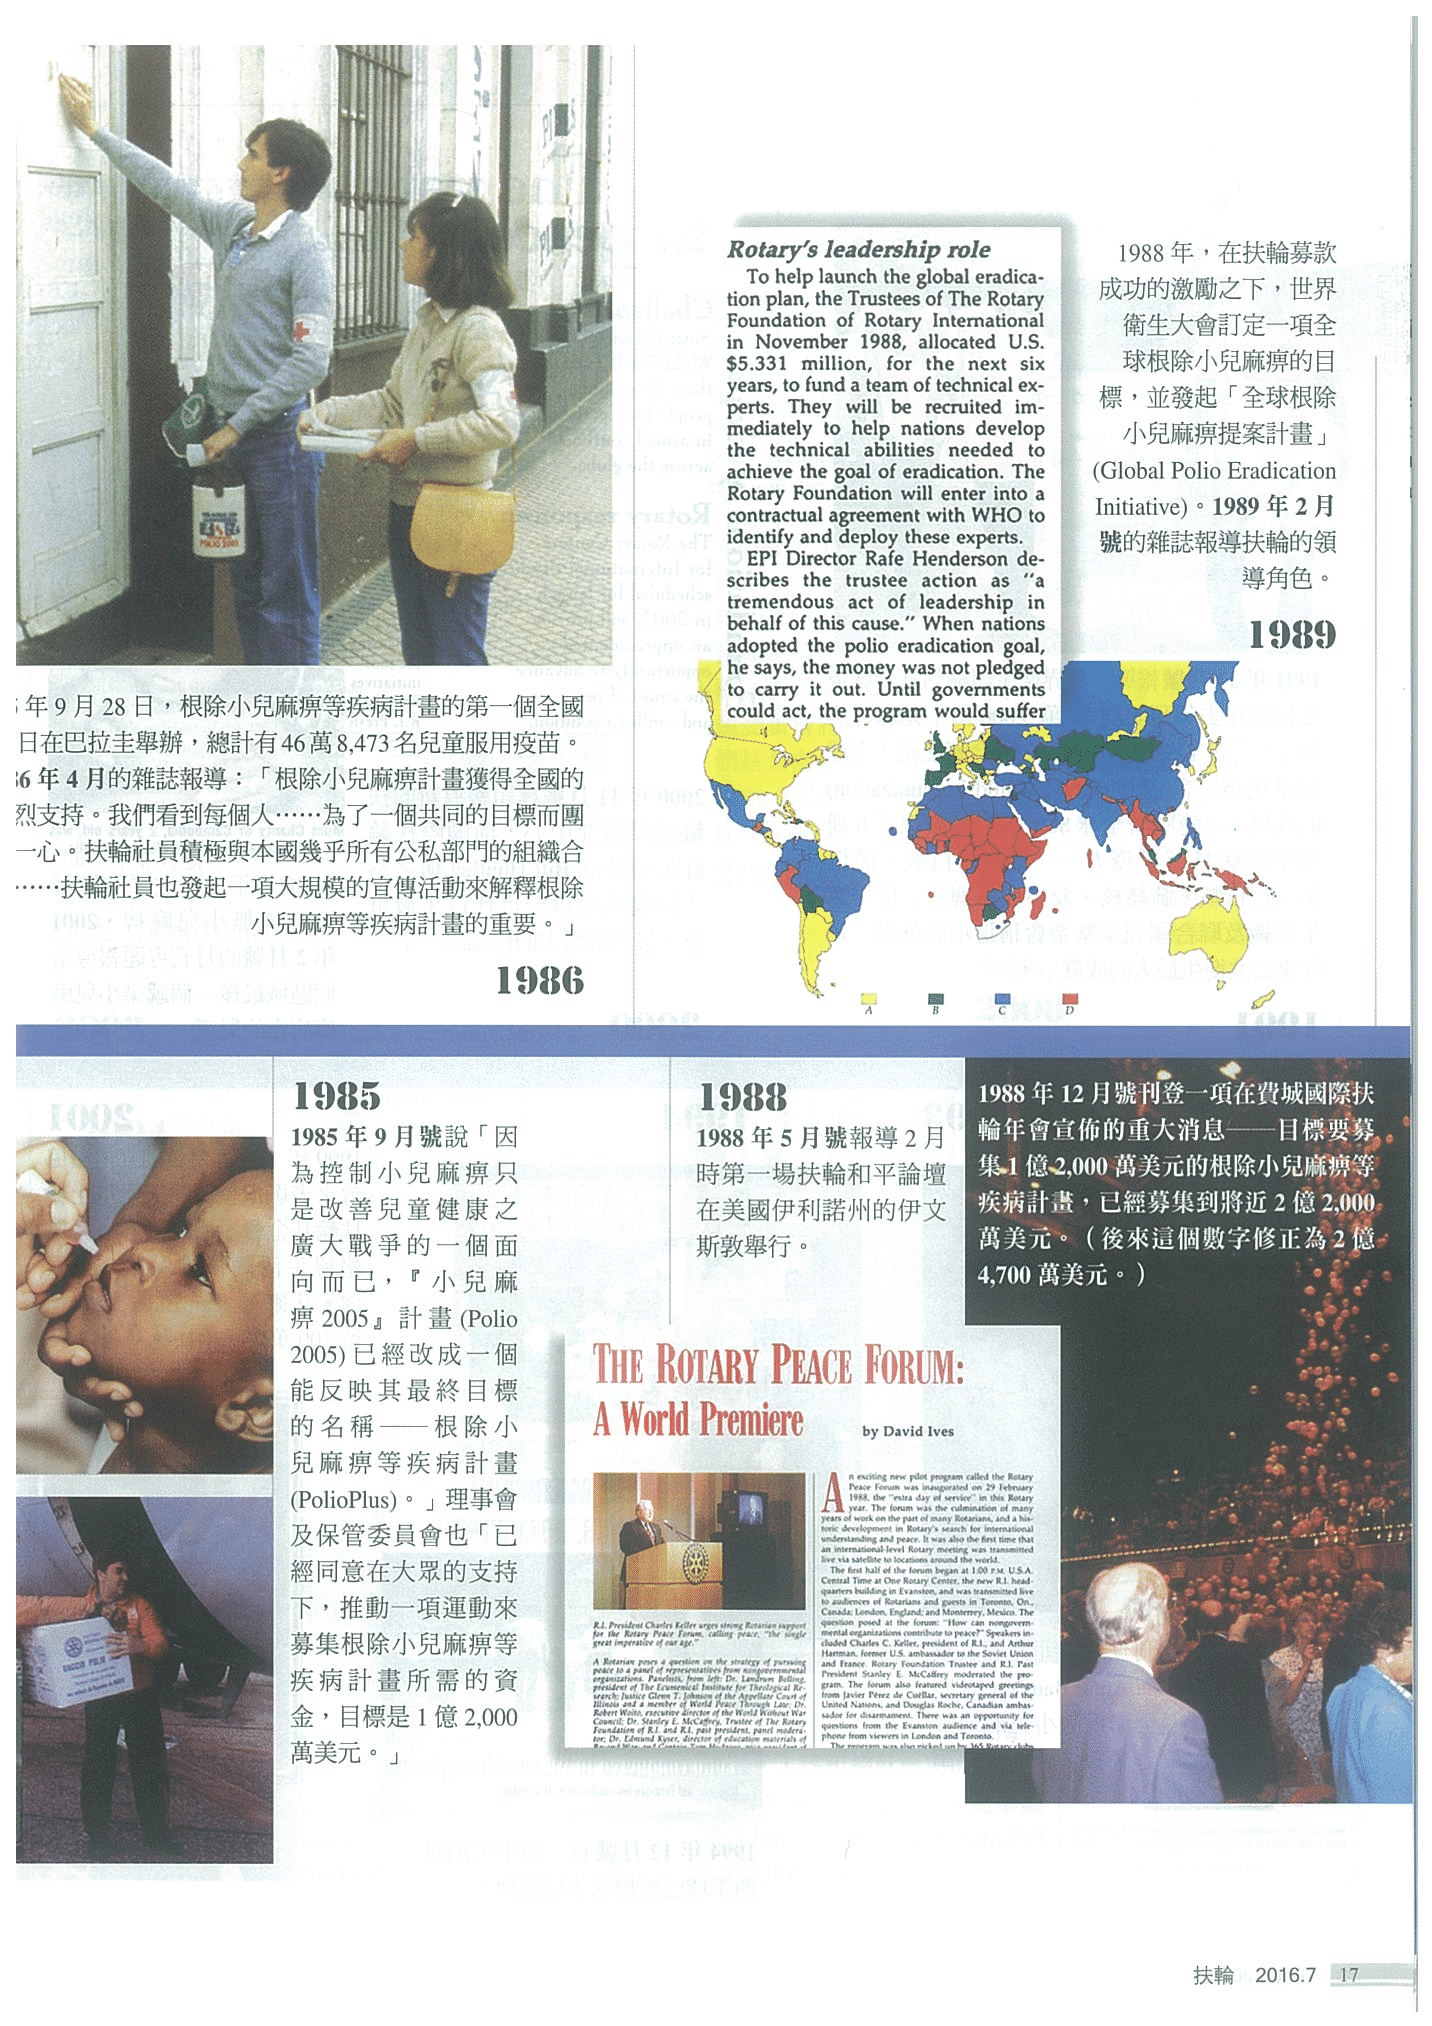 Rotary's leadership role
To help launch the global eradica-
tion plan, the Trustees of The Rotary
Foundation of Rotary International
in November 1988, allocated U.S.
$5.331 million, for the next six
years, to fund a team of technical ex-
perts. They will be recruited im-
mediately to help nations develop
the technical abilities needed to
achieve the goal of eradication. The
Rotary Foundation will enter into a
contractual agreement with WHO to
identify and deploy these experts.
EPI Director Rafe Henderson de-
scribes the trustee action as "a
tremendous act of leadership in
behalf of this cause." When nations
adopted the polio eradication goal,
he says, the money was not pledged
to carry it out. Until governments
could act, the program would suffer
1988 年，在扶輪募款
成功的激勵之下，世界
衛生大會訂定一項全
球根除小兒麻痹的目
標，並發起「全球根除
小兒麻痹提案計畫」
(Global Polio Eradication
Initiative)。1989 年 2 月
號的雜誌報導扶輪的領
導角色。
1989
A B C D
年 9 月 28 日，根除小兒麻痹等疾病計畫的第一個全國
日在巴拉圭舉辦，總計有 46 萬 8,473 名兒童服用疫苗。
年 4 月的雜誌報導：「根除小兒麻痹計畫獲得全國的
烈支持。我們看到每個人……為了一個共同的目標而團
一心。扶輪社員積極與本國幾乎所有公私部門的組織合
……扶輪社員也發起一項大規模的宣傳活動來解釋根除
小兒麻痹等疾病計畫的重要。」
1986
1985
1985 年 9 月號說「因
為控制小兒麻痹只
是改善兒童健康之
廣大戰爭的一個面
向而已，『小兒麻
痹 2005』計畫 (Polio
2005) 已經改成一個
能反映其最終目標
的名稱——根除小
兒麻痹等疾病計畫
(PolioPlus)。」理事會
及保管委員會也「已
經同意在大眾的支持
下，推動一項運動來
募集根除小兒麻痹等
疾病計畫所需的資
金，目標是 1 億 2,000
萬美元。」
VACCIN POLIO
1988
1988 年 5 月號報導 2 月
時第一場扶輪和平論壇
在美國伊利諾州的伊文
斯敦舉行。
1988 年 12 月號刊登一項在費城國際扶
輪年會宣佈的重大消息——目標要募
集 1 億 2,000 萬美元的根除小兒麻痹等
疾病計畫，已經募集到將近 2 億 2,000
萬美元。（後來這個數字修正為 2 億
4,700 萬美元。）
THE ROTARY PEACE FORUM:
A World Premiere
by David Ives
R.I. President Charles Keller urges strong Rotarian support
for the Rotary Peace Forum, calling peace, "the single
great imperative of our age."
A Rotarian poses a question on the strategy of pursuing
peace to a panel of representatives from nongovernmental
organizations. Panelists, from left: Dr. Landrum Bolling,
president of The Ecumenical Institute for Theological Re-
search; Justice Glenn T. Johnson of the Appellate Court of
Illinois and a member of World Peace Through Law; Dr.
Robert Woito, executive director of the World Without War
Council; Dr. Stanley E. McCaffrey, Trustee of The Rotary
Foundation of R.I. and R.I. past president, panel modera-
tor; Dr. Edmund Kyser, director of education materials of
An exciting new pilot program called the Rotary
Peace Forum was inaugurated on 29 February
1988, the "extra day of service" in this Rotary
year. The forum was the culmination of many
years of work on the part of many Rotarians, and a his-
toric development in Rotary's search for international
understanding and peace. It was also the first time that
an international-level Rotary meeting was transmitted
live via satellite to locations around the world.
The first half of the forum began at 1:00 P.M. U.S.A.
Central Time at One Rotary Center, the new R.I. head-
quarters building in Evanston, and was transmitted live
to audiences of Rotarians and guests in Toronto, On.,
Canada; London, England; and Monterrey, Mexico. The
question posed at the forum: "How can nongovern-
mental organizations contribute to peace?" Speakers in-
cluded Charles C. Keller, president of R.I., and Arthur
Hartman, former U.S. ambassador to the Soviet Union
and France. Rotary Foundation Trustee and R.I. Past
President Stanley E. McCaffrey moderated the pro-
gram. The forum also featured videotaped greetings
from Javier Pérez de Cuéllar, secretary general of the
United Nations, and Douglas Roche, Canadian ambas-
sador for disarmament. There was an opportunity for
questions from the Evanston audience and via tele-
phone from viewers in London and Toronto.
The program was also picked up by 365 Rotary clubs
扶輪 2016.7 17